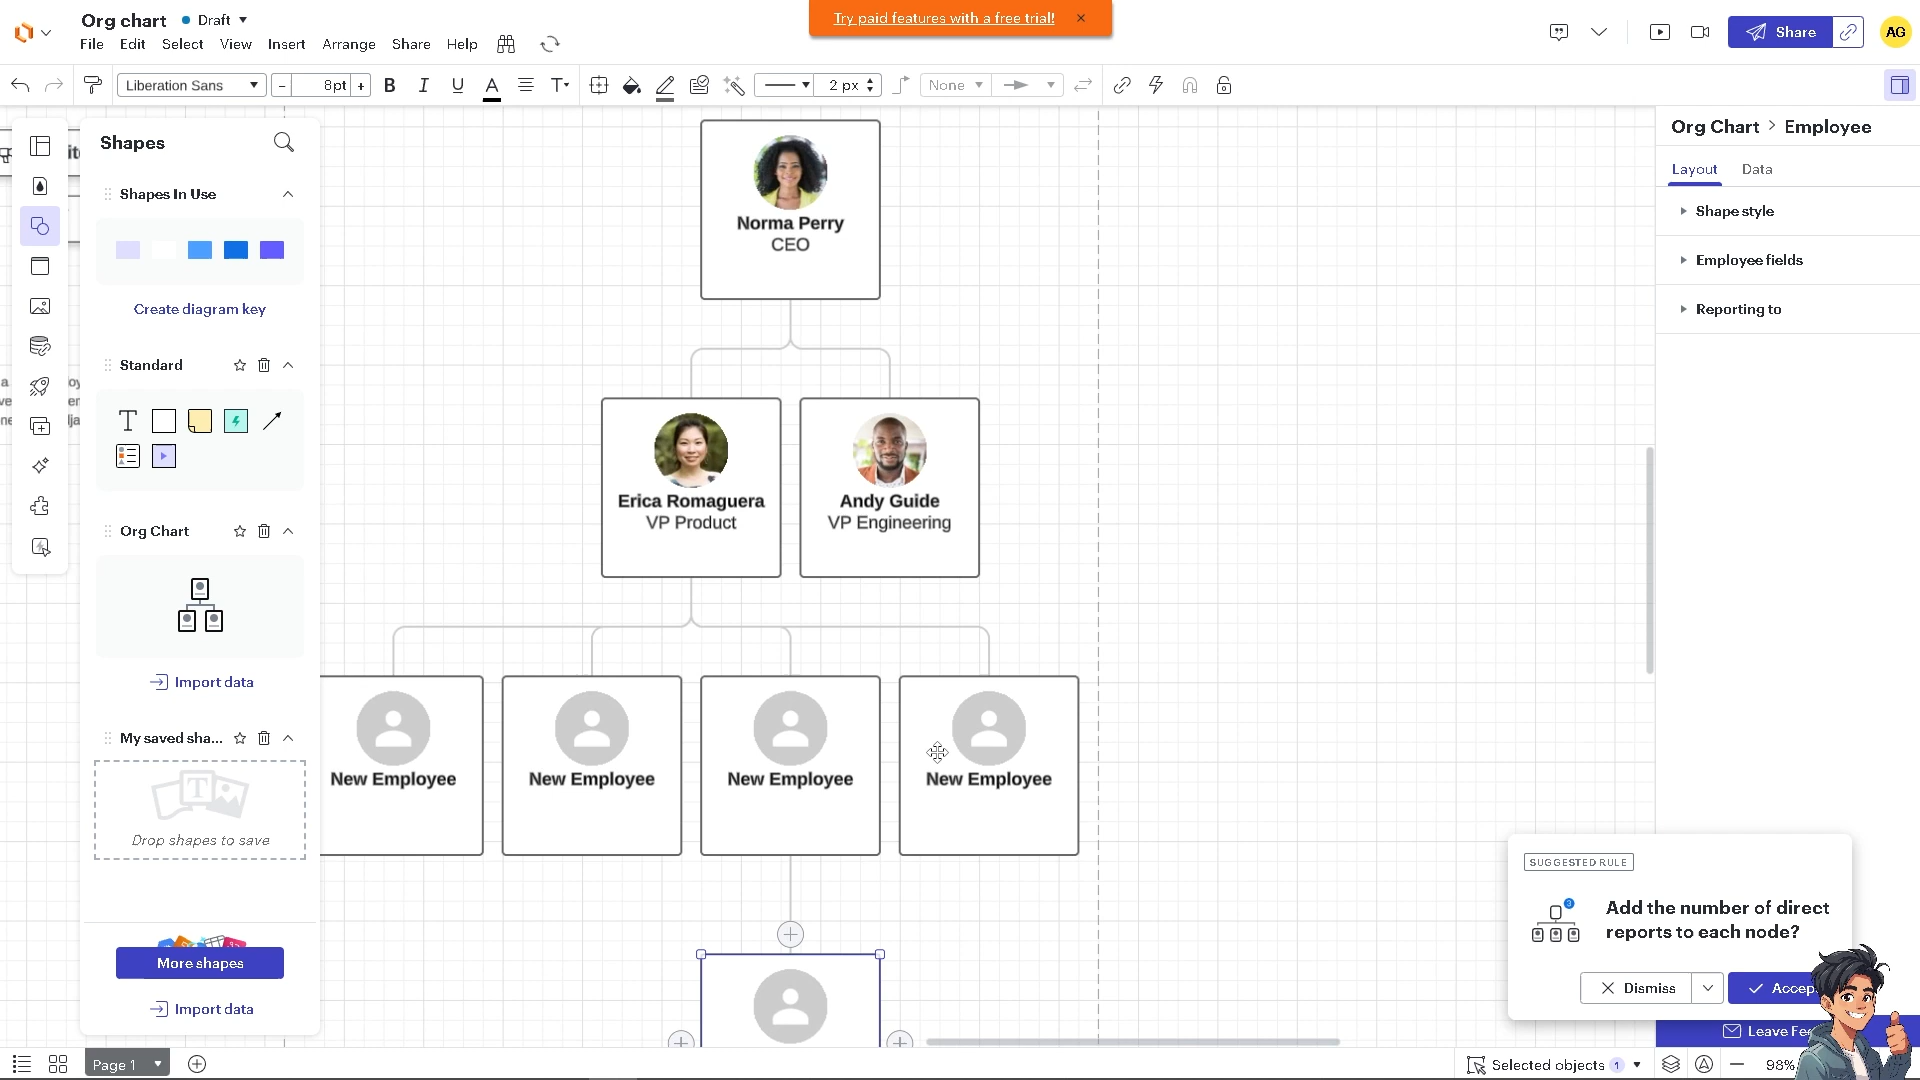 Org chart
Draft
Try paid features with a free trial!
File Edit Select View Insert Arrange Share Help
Share
AG
Liberation Sans
8pt
B I U A T
2 px
None
Shapes
Shapes In Use
Create diagram key
Standard
Org Chart
Import data
My saved sha...
Drop shapes to save
More shapes
Import data
Norma Perry
CEO
Erica Romaguera
VP Product
Andy Guide
VP Engineering
New Employee
New Employee
New Employee
New Employee
Org Chart > Employee
Layout Data
Shape style
Employee fields
Reporting to
SUGGESTED RULE
Add the number of direct
reports to each node?
Dismiss
Accep
Leave Fe
Page 1
Selected objects 1
98%